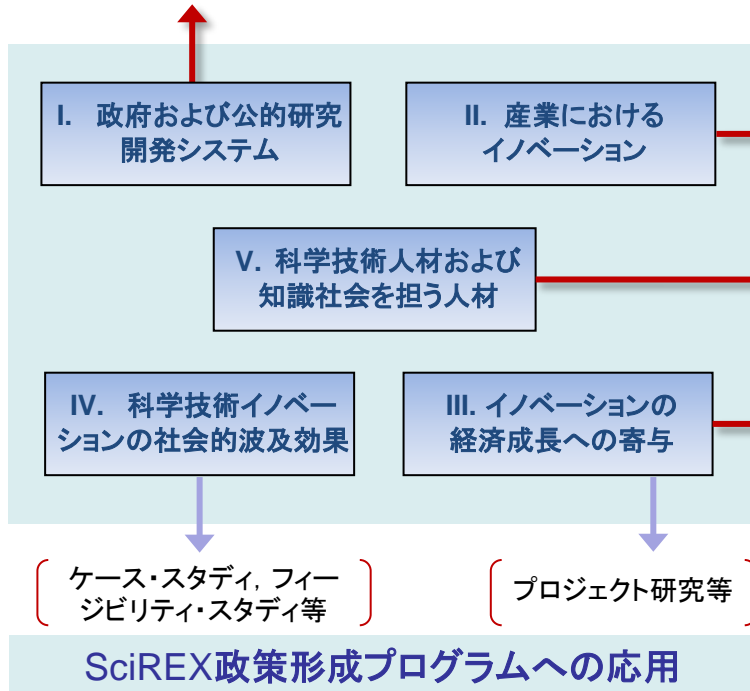 I. 政府および公的研究
開発システム
II. 産業における
イノベーション
V. 科学技術人材および
知識社会を担う人材
IV. 科学技術イノベー
ションの社会的波及効果
III. イノベーションの
経済成長への寄与
ケース・スタディ, フィー
ジビリティ・スタディ等
プロジェクト研究等
SciREX政策形成プログラムへの応用